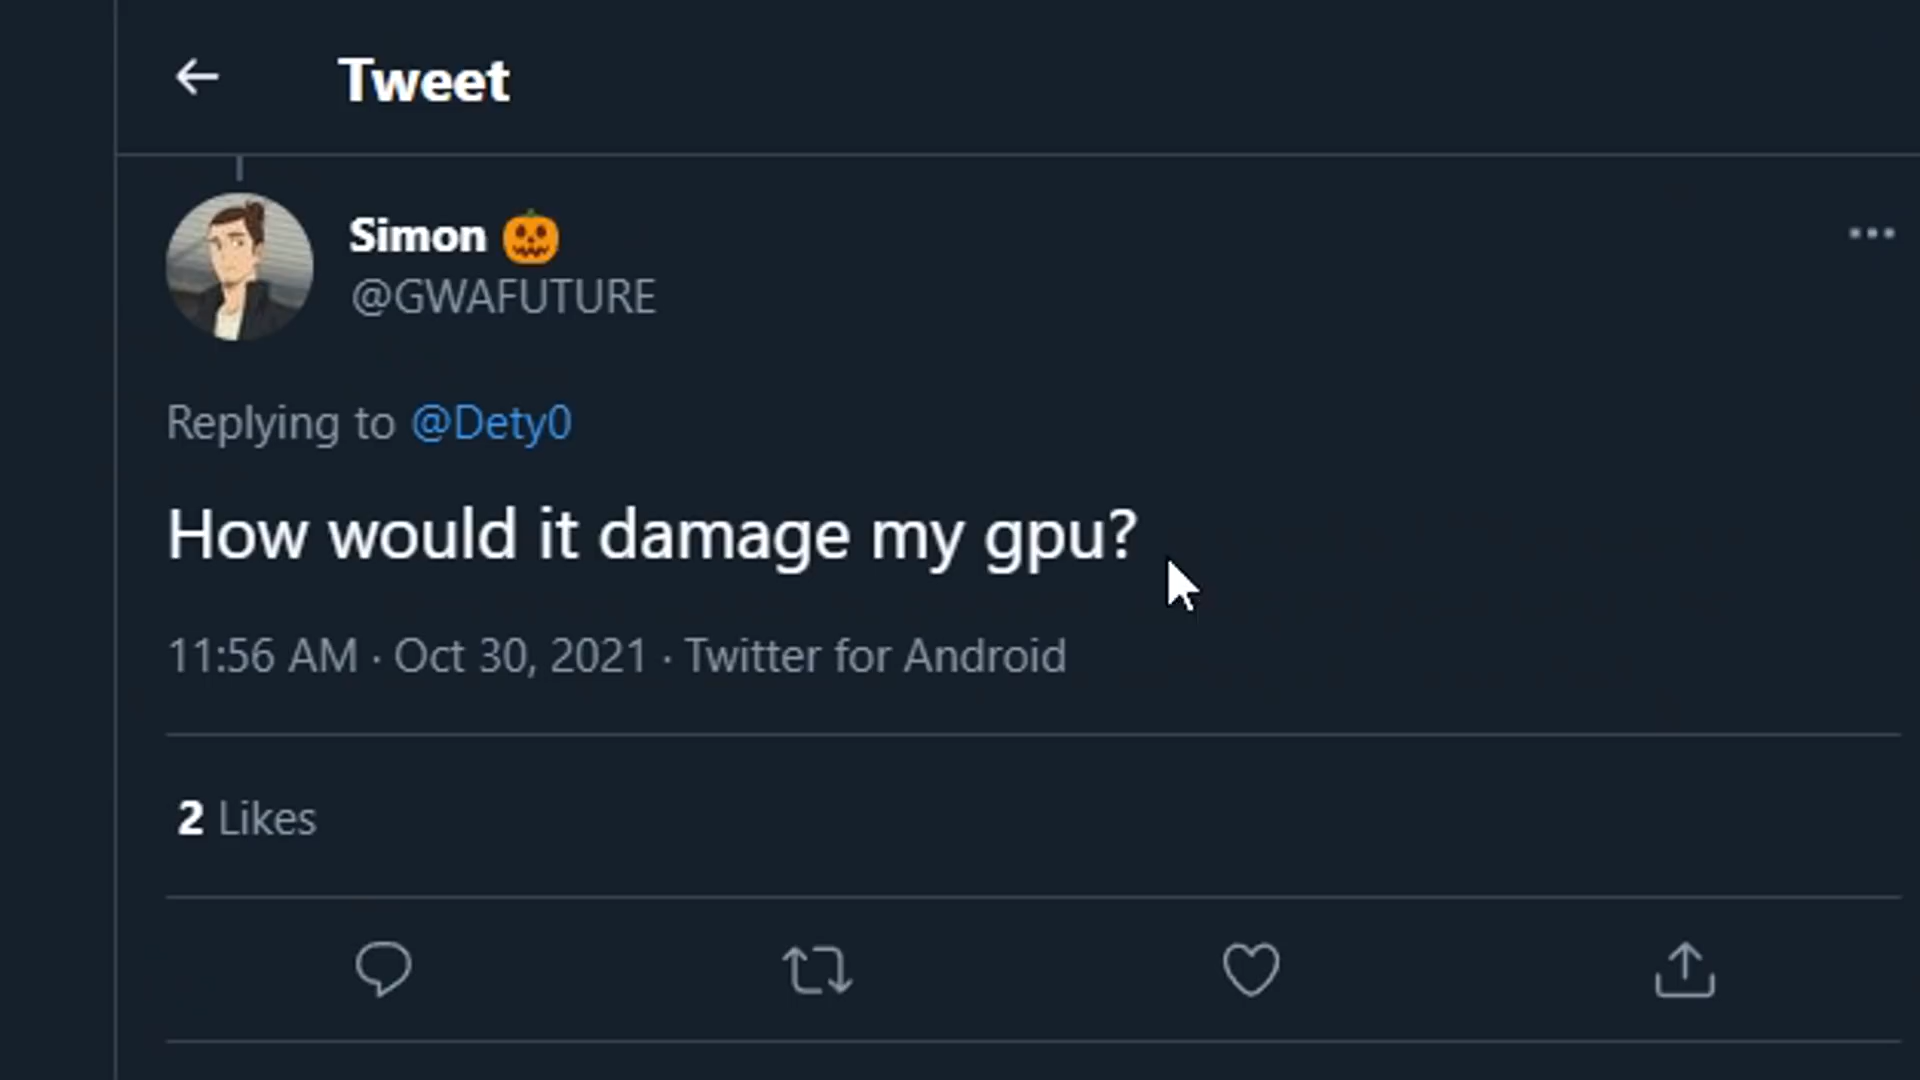 Tweet
Simon 🎃
@GWAFUTURE
Replying to @Dety0
How would it damage my gpu?
11:56 AM · Oct 30, 2021 · Twitter for Android
2 Likes